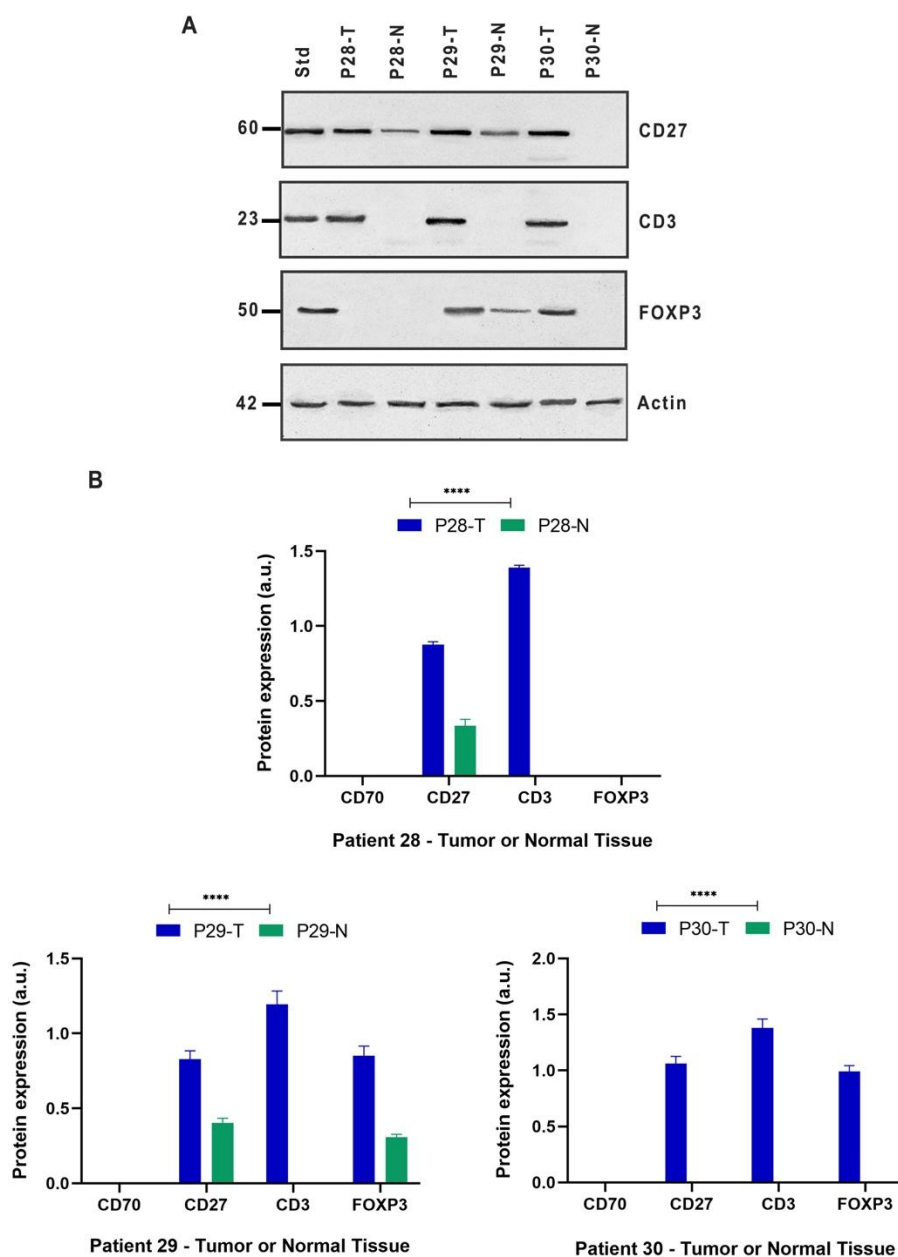 A
Std P28-T P28-N P29-T P29-N P30-T P30-N
60 CD27
23 CD3
50 FOXP3
42 Actin
B
****
P28-T P28-N
Protein expression (a.u.)
1.5
1.0
0.5
0.0
CD70 CD27 CD3 FOXP3
Patient 28 - Tumor or Normal Tissue
****
P29-T P29-N
Protein expression (a.u.)
1.5
1.0
0.5
0.0
CD70 CD27 CD3 FOXP3
Patient 29 - Tumor or Normal Tissue
****
P30-T P30-N
Protein expression (a.u.)
2.0
1.5
1.0
0.5
0.0
CD70 CD27 CD3 FOXP3
Patient 30 - Tumor or Normal Tissue